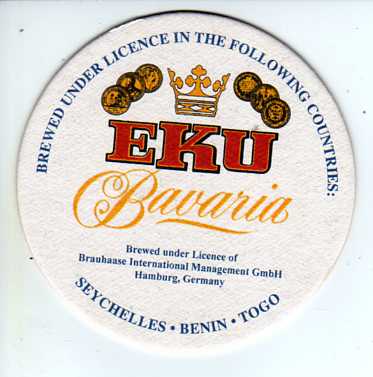 BREWED UNDER LICENCE IN THE FOLLOWING COUNTRIES:
EKU
Bavaria
Brewed under Licence of
Brauhaase International Management GmbH
Hamburg, Germany
SEYCHELLES • BENIN • TOGO